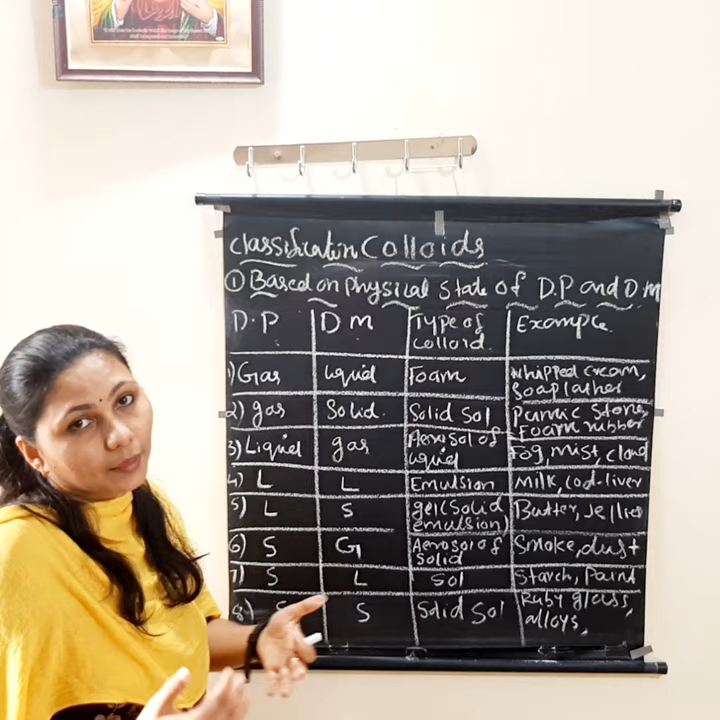 Classification Colloids
① Based on physical State of D.P and D.M
D.P DM Type of colloid Example
1) Gas Liquid Foam Whipped cream, Soap lather
2) gas Solid. Solid Sol Pumic Stone, Foam rubber
3) Liquid gas Aerosol of liquid Fog, mist, cloud
4) L L Emulsion Milk, cod-liver
5) L S gel (Solid emulsion) Butter, Jellies
6) S G Aerosol of Solid Smoke, dust
7) S L Sol Starch, Paint
8) S S Solid Sol Ruby glass, alloys,